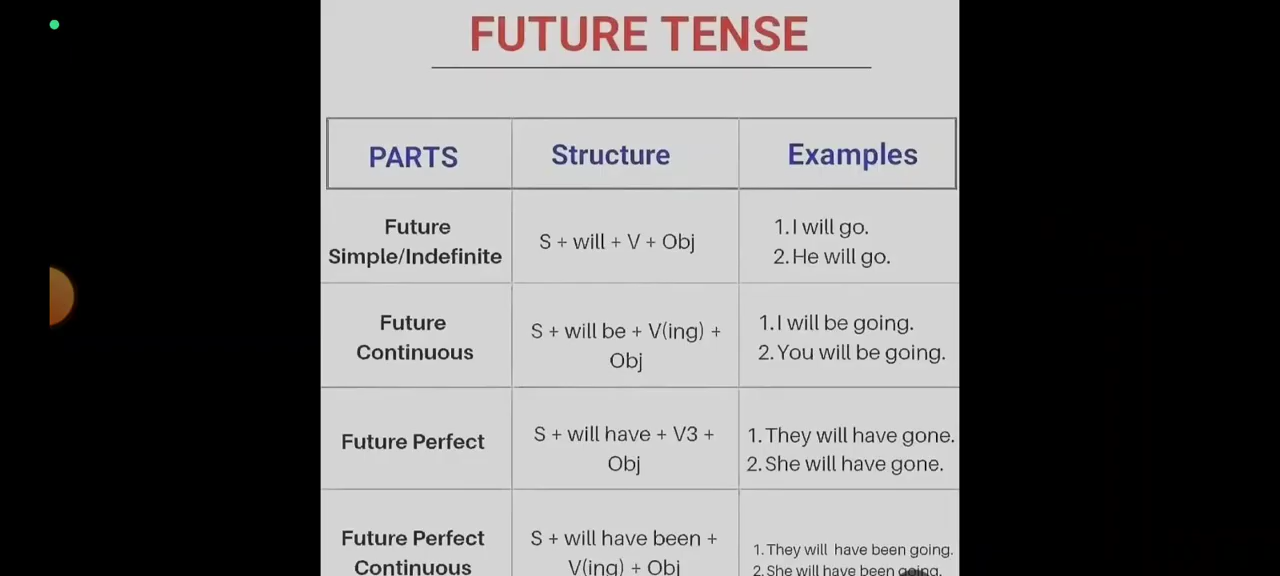 FUTURE TENSE
PARTS Structure Examples
Future
Simple/Indefinite
S + will + V + Obj
1. I will go.
2. He will go.
Future
Continuous
S + will be + V(ing) +
Obj
1. I will be going.
2. You will be going.
Future Perfect
S + will have + V3 +
Obj
1. They will have gone.
2. She will have gone.
Future Perfect
Continuous
S + will have been +
V(ing) + Obj
1. They will have been going.
2. She will have been going.